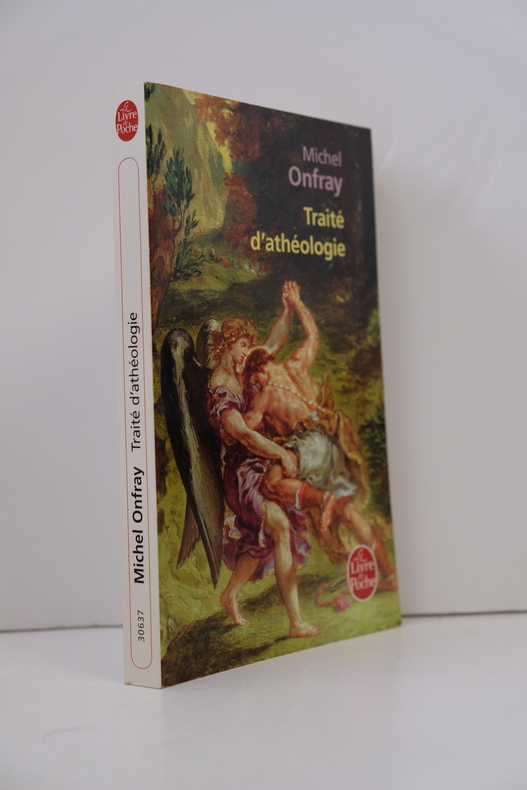 Le
Livre
de
Poche
Michel Onfray Traité d'athéologie
30637
Michel
Onfray
Traité
d'athéologie
Le
Livre
de
Poche